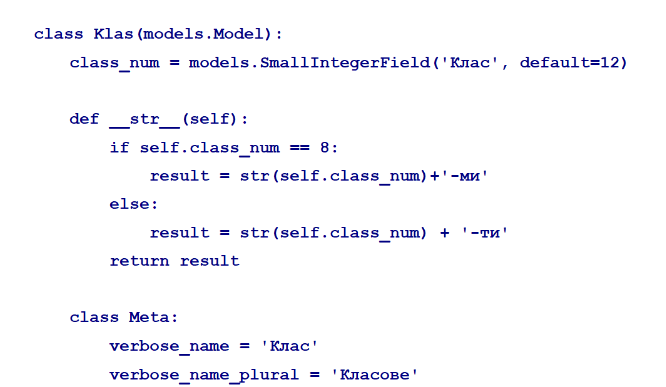 class Klas(models.Model):
    class_num = models.SmallIntegerField('Клас', default=12)
    def __str__(self):
        if self.class_num == 8:
            result = str(self.class_num)+'-ми'
        else:
            result = str(self.class_num) + '-ти'
        return result
    class Meta:
        verbose_name = 'Клас'
        verbose_name_plural = 'Класове'